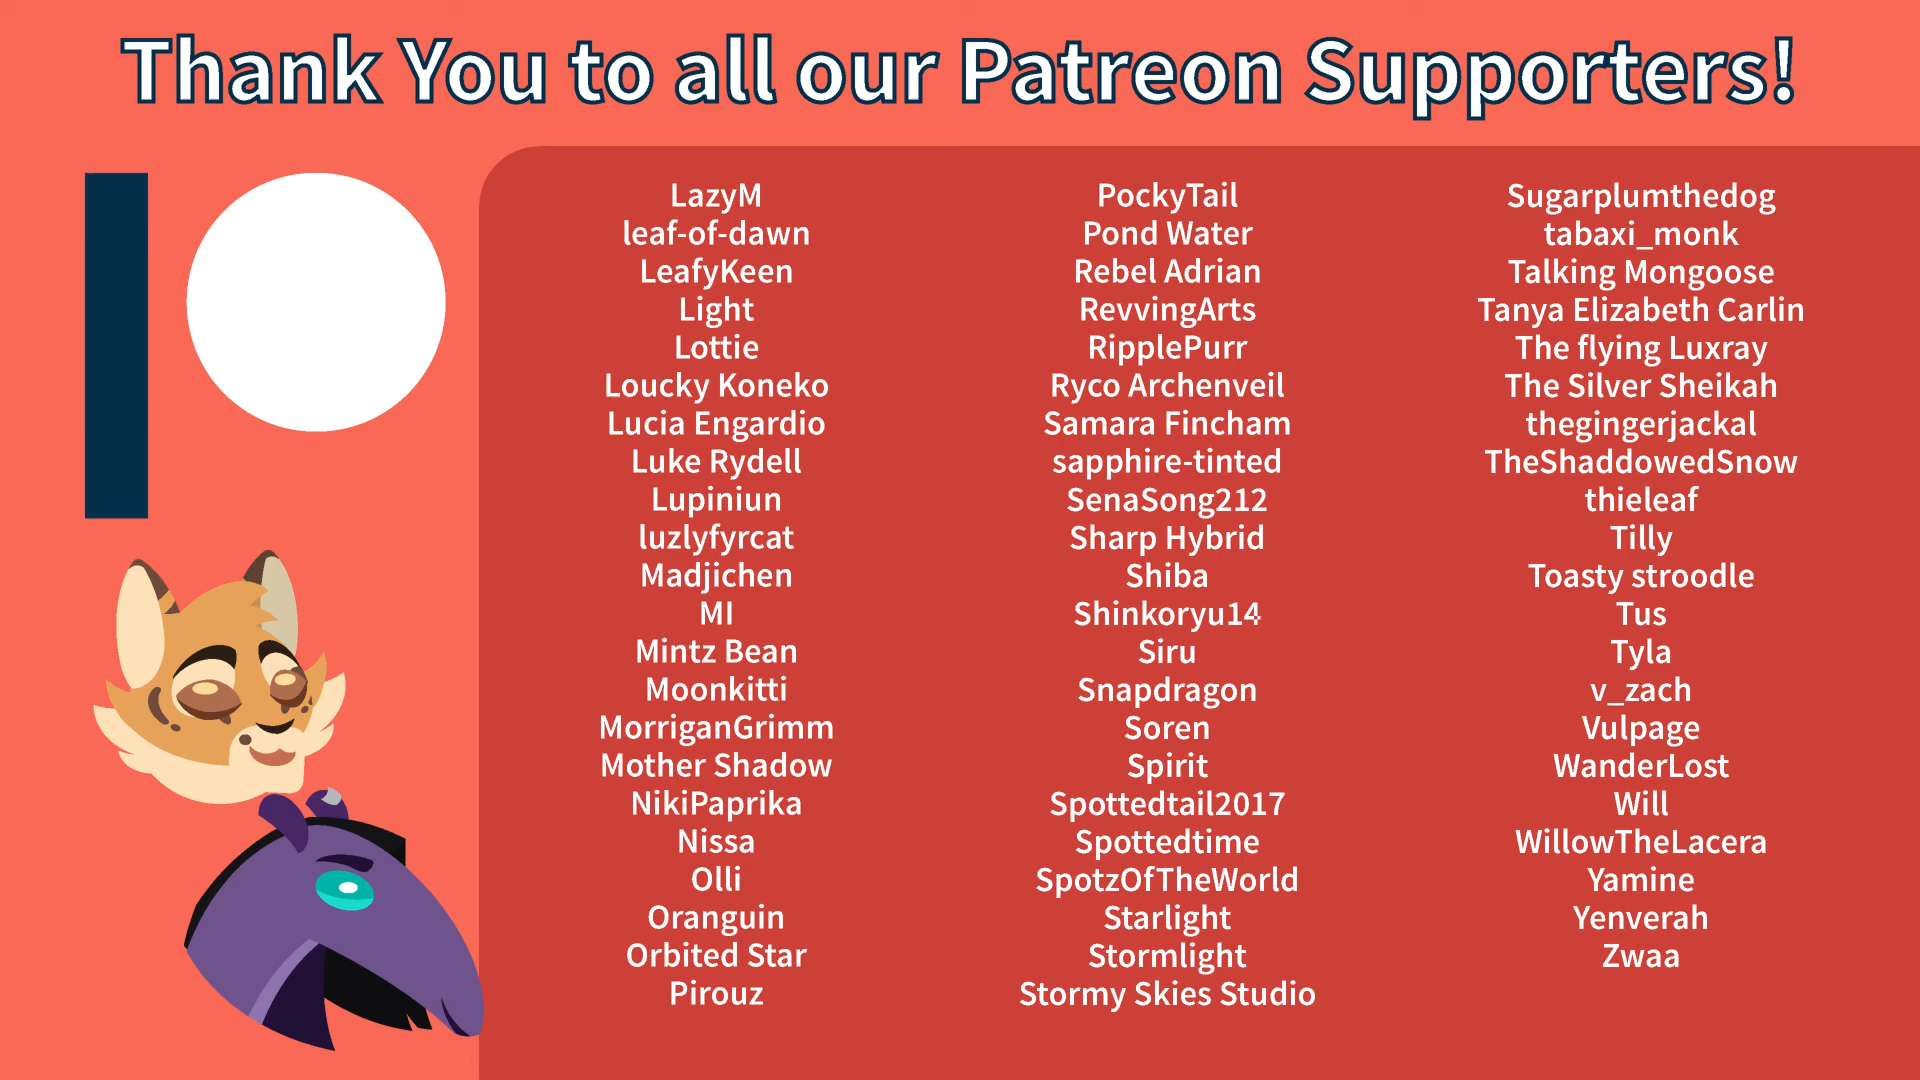 Thank You to all our Patreon Supporters!
LazyM
leaf-of-dawn
LeafyKeen
Light
Lottie
Loucky Koneko
Lucia Engardio
Luke Rydell
Lupiniun
luzlyfyrcat
Madjichen
MI
Mintz Bean
Moonkitti
MorriganGrimm
Mother Shadow
NikiPaprika
Nissa
Olli
Oranguin
Orbited Star
Pirouz
PockyTail
Pond Water
Rebel Adrian
RevvingArts
RipplePurr
Ryco Archenveil
Samara Fincham
sapphire-tinted
SenaSong212
Sharp Hybrid
Shiba
Shinkoryu14
Siru
Snapdragon
Soren
Spirit
Spottedtail2017
Spottedtime
SpotzOfTheWorld
Starlight
Stormlight
Stormy Skies Studio
Sugarplumthedog
tabaxi_monk
Talking Mongoose
Tanya Elizabeth Carlin
The flying Luxray
The Silver Sheikah
thegingerjackal
TheShaddowedSnow
thieleaf
Tilly
Toasty stroodle
Tus
Tyla
v_zach
Vulpage
WanderLost
Will
WillowTheLacera
Yamine
Yenverah
Zwaa